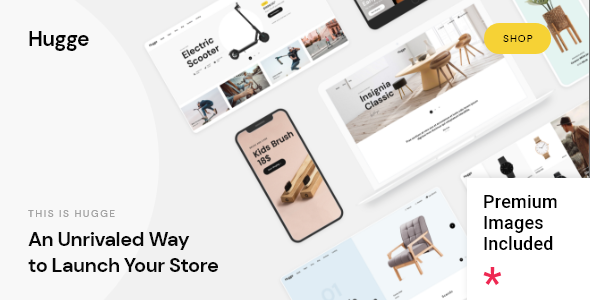 Hugge
SHOP
Electric
Scooter
Insignia
Classic
Kids Brush
18$
THIS IS HUGGE
An Unrivaled Way
to Launch Your Store
Premium
Images
Included
*